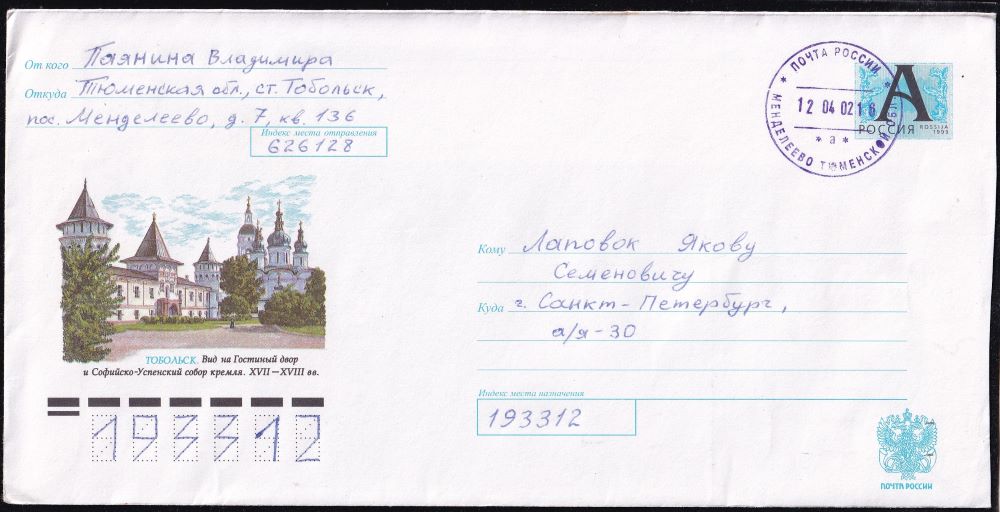 От кого Паянина Владимира
Откуда Тюменская обл., ст. Тобольск,
пос. Менделеево, д. 7, кв. 136
Индекс места отправления
626128
* ПОЧТА РОССИИ *
12 04 02 16
* а *
МЕНДЕЛЕЕВО ТЮМЕНСКОЙ ОБЛ
А
РОССИЯ ROSSIJA
1999
ТОБОЛЬСК. Вид на Гостиный двор
и Софийско-Успенский собор кремля. XVII—XVIII вв.
Кому Лаповок Якову
Семеновичу
Куда г. Санкт-Петербург,
а/я-30
Индекс места назначения
193312
193312
ПОЧТА РОССИИ